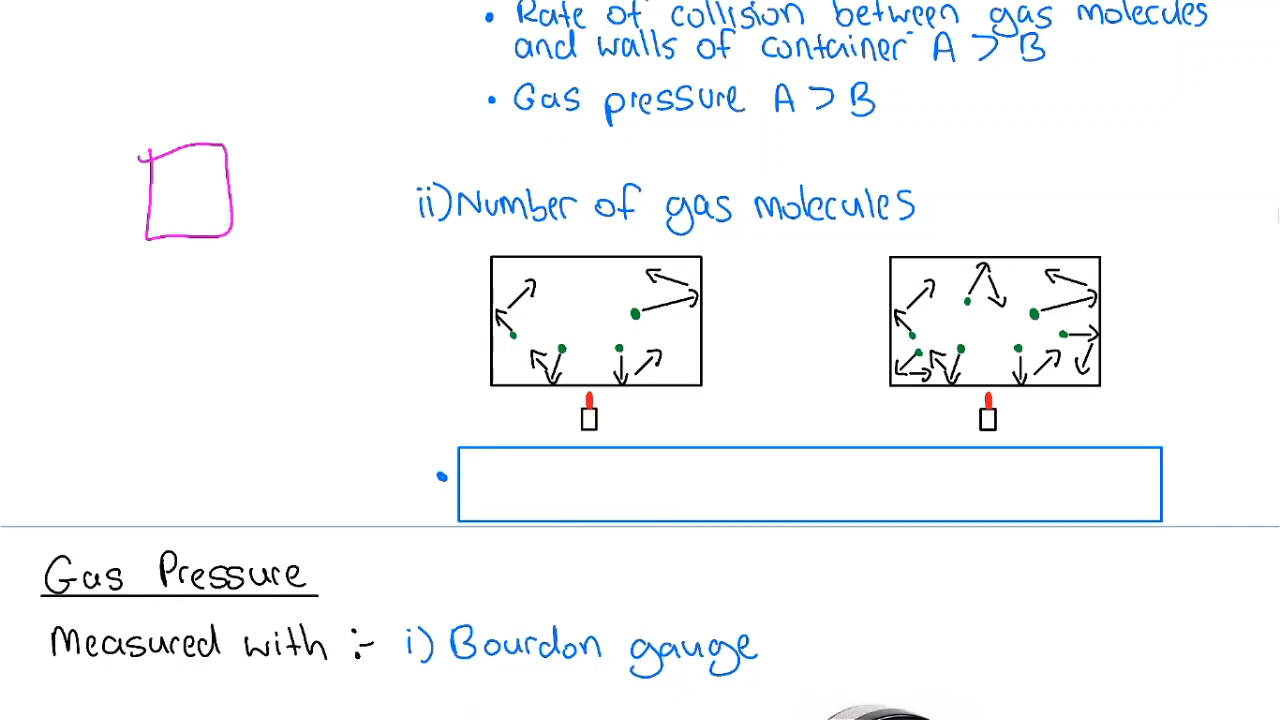 • Rate of collision between gas molecules
and walls of container A > B
• Gas pressure A > B
ii) Number of gas molecules
•
Gas Pressure
Measured with :- i) Bourdon gauge